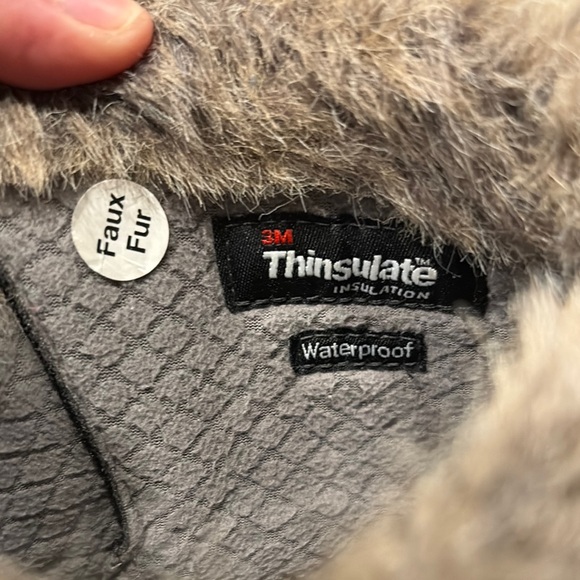 Faux
Fur
3M
Thinsulate™
INSULATION
Waterproof